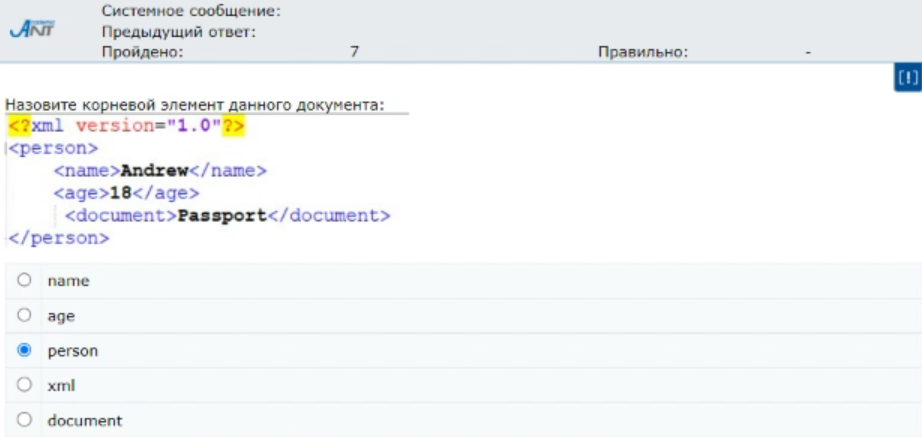 ANT
Системное сообщение:
Предыдущий ответ:
Пройдено: 7 Правильно: -
[!]
Назовите корневой элемент данного документа:
<?xml version="1.0"?>
<person>
<name>Andrew</name>
<age>18</age>
<document>Passport</document>
</person>
name
age
person
xml
document